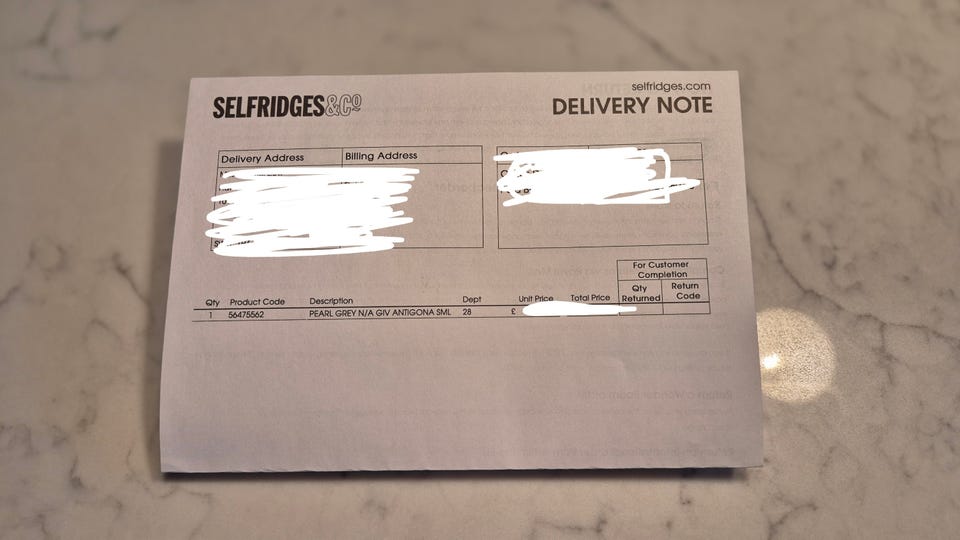 selfridges.com
SELFRIDGES&CO
DELIVERY NOTE
Delivery Address Billing Address
For Customer
Completion
Qty Product Code Description Dept Unit Price Total Price Qty Returned Return Code
1 56475562 PEARL GREY N/A GIV ANTIGONA SML 28 £